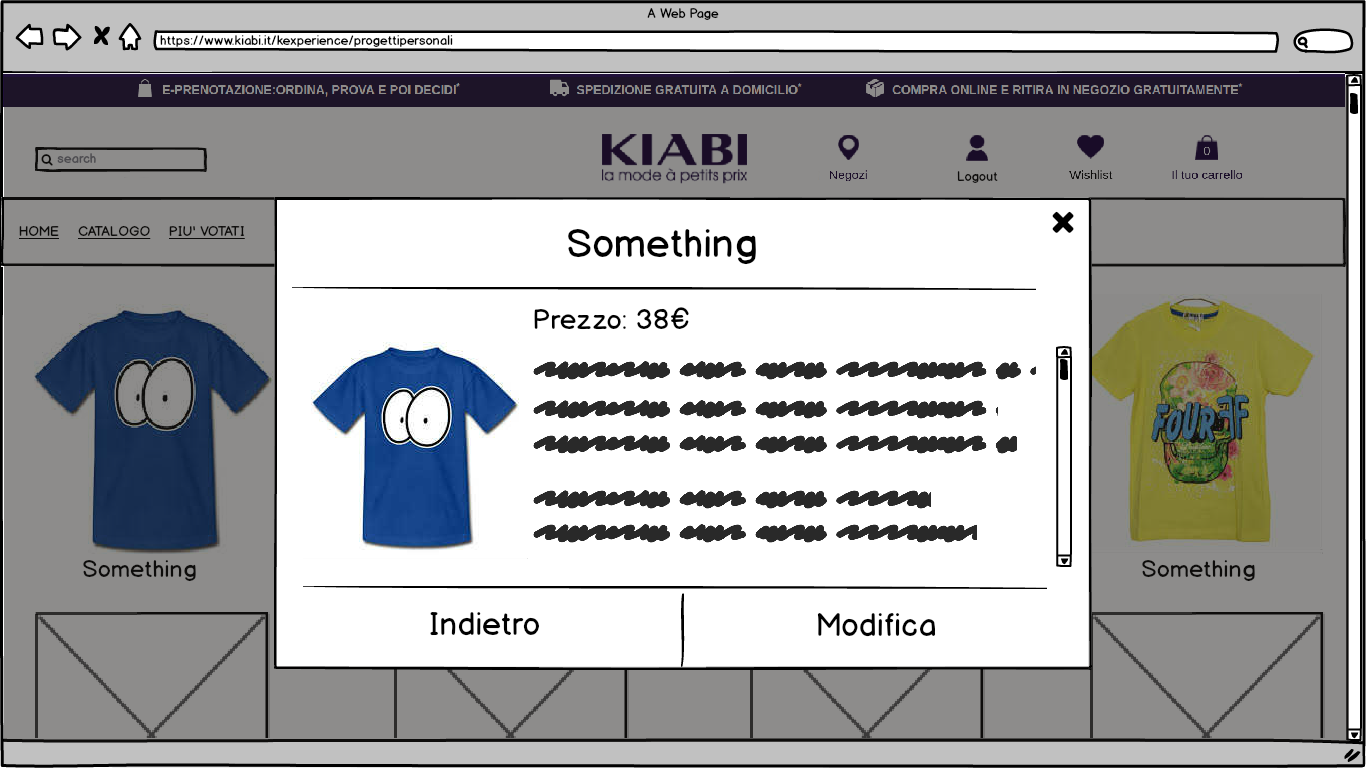 A Web Page
https://www.kiabi.it/kexperience/progettipersonali
E-PRENOTAZIONE:ORDINA, PROVA E POI DECIDI*
SPEDIZIONE GRATUITA A DOMICILIO*
COMPRA ONLINE E RITIRA IN NEGOZIO GRATUITAMENTE*
search
KIABI
la mode à petits prix
Negozi
Logout
Wishlist
0
Il tuo carrello
HOME
CATALOGO
PIU' VOTATI
Something
Prezzo: 38€
FOUR
Something
Something
Indietro
Modifica